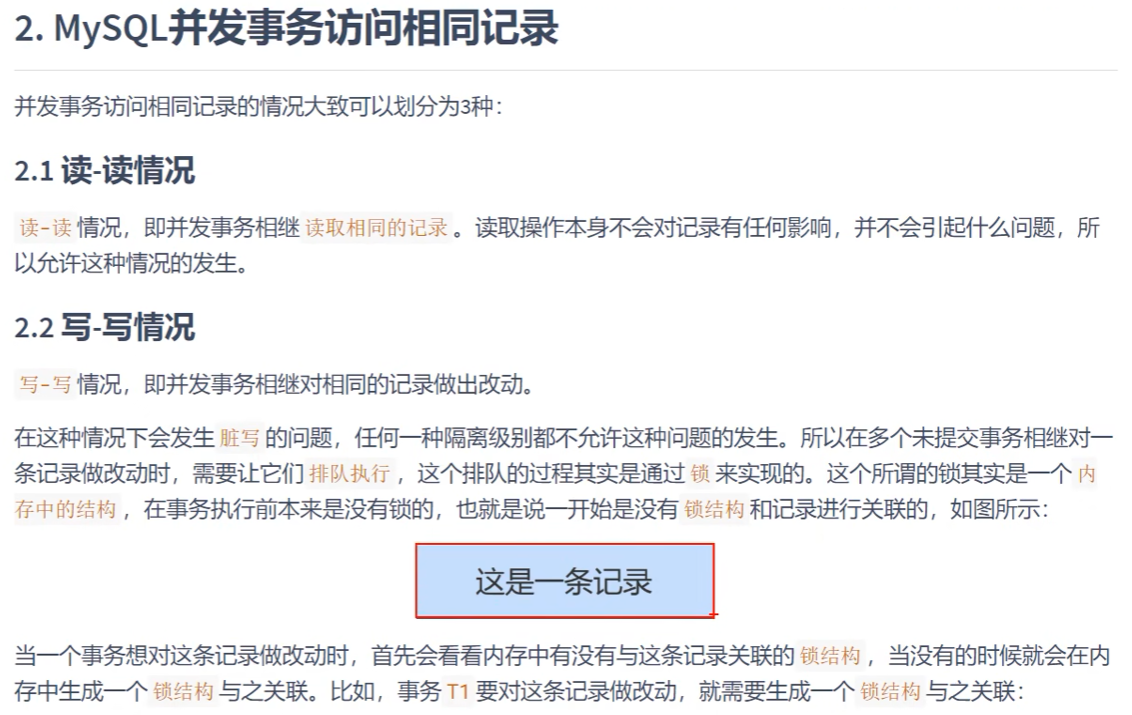 2. MySQL并发事务访问相同记录
并发事务访问相同记录的情况大致可以划分为3种：
2.1 读-读情况
读-读情况，即并发事务相继读取相同的记录。读取操作本身不会对记录有任何影响，并不会引起什么问题，所
以允许这种情况的发生。
2.2 写-写情况
写-写情况，即并发事务相继对相同的记录做出改动。
在这种情况下会发生脏写的问题，任何一种隔离级别都不允许这种问题的发生。所以在多个未提交事务相继对一
条记录做改动时，需要让它们排队执行，这个排队的过程其实是通过锁来实现的。这个所谓的锁其实是一个内
存中的结构，在事务执行前本来是没有锁的，也就是说一开始是没有锁结构和记录进行关联的，如图所示：
这是一条记录
当一个事务想对这条记录做改动时，首先会看看内存中有没有与这条记录关联的锁结构，当没有的时候就会在内
存中生成一个锁结构与之关联。比如，事务T1要对这条记录做改动，就需要生成一个锁结构与之关联：